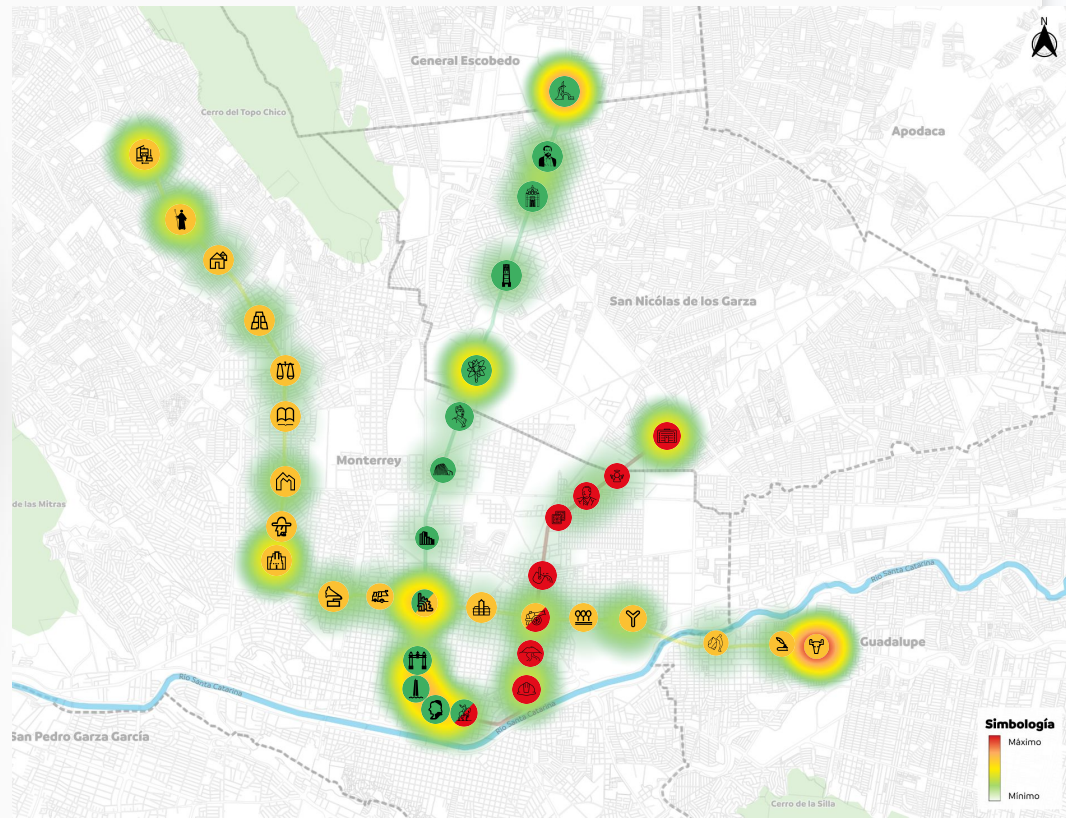 N
General Escobedo
Cerro del Topo Chico
Apodaca
San Nicólas de los Garza
Monterrey
de las Mitras
Río Santa Catarina
Guadalupe
Río Santa Catarina
Río Santa Catarina
San Pedro Garza García
Simbología
Máximo
Mínimo
Cerro de la Silla